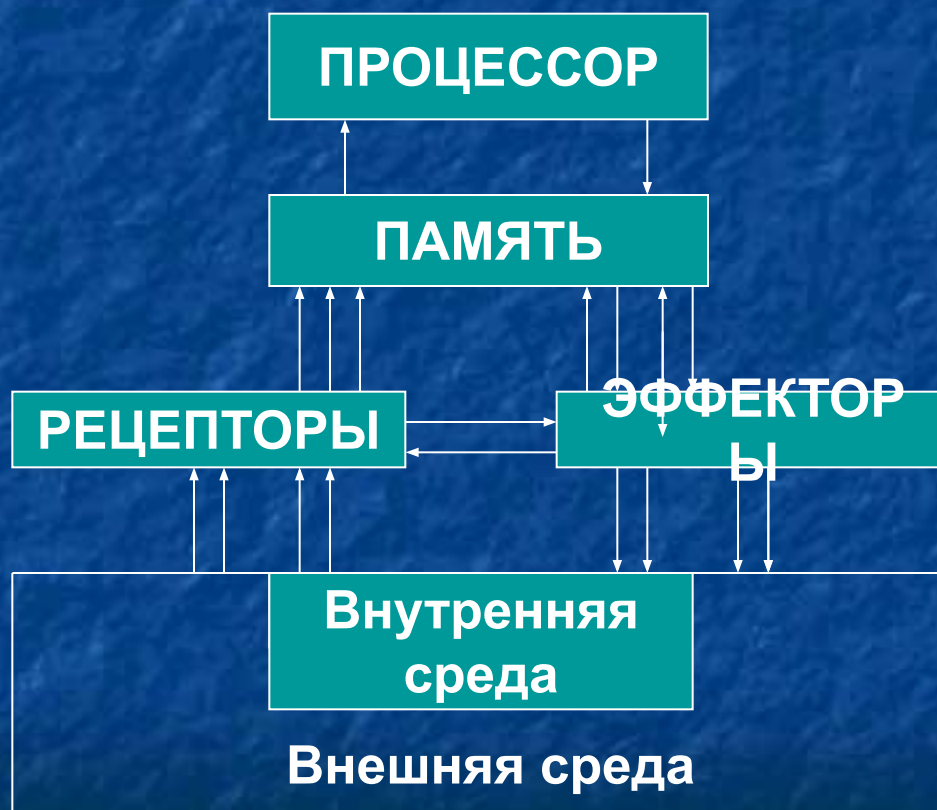 ПРОЦЕССОР
ПАМЯТЬ
РЕЦЕПТОРЫ
ЭФФЕКТОР
Ы
Внутренняя
среда
Внешняя среда